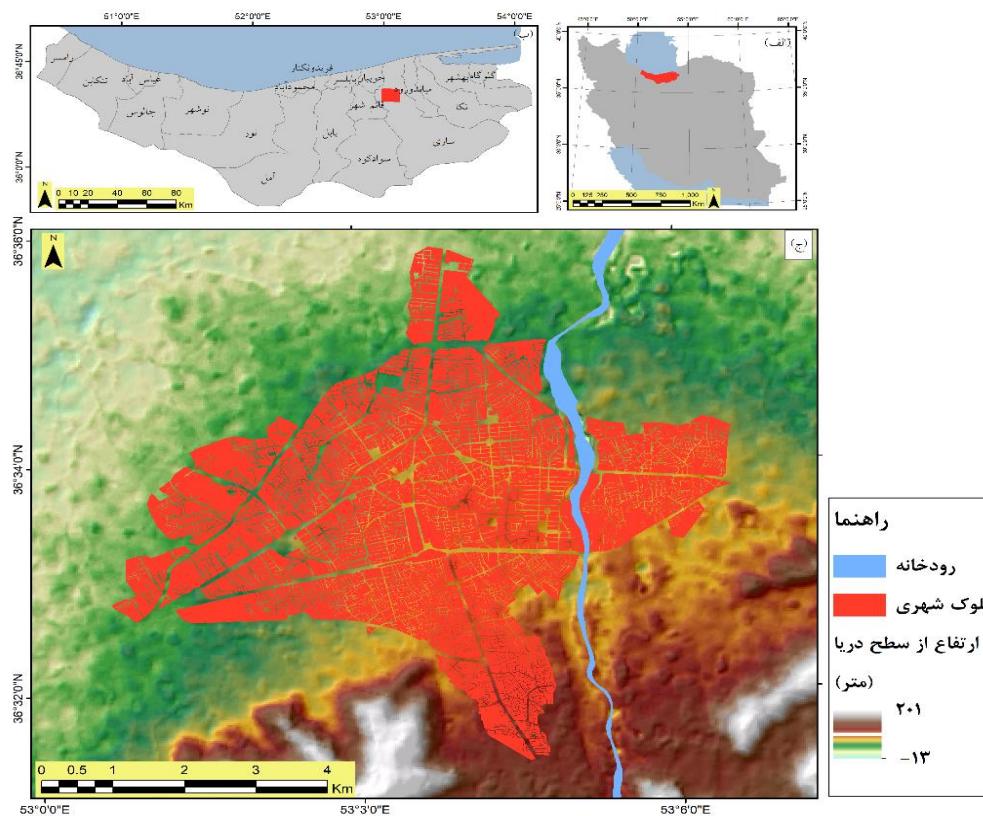 51°0'0"E
52°0'0"E
53°0'0"E
54°0'0"E
36°45'0"N
36°0'0"N
(ب)
رامسر
تنکابن
عباس آباد
چالوس
نوشهر
نور
محمودآباد
آمل
فریدونکنار
بابل
بابلسر
جویبار
قائم شهر
سوادکوه
میاندورود
ساری
نکا
بهشهر
گلوگاه
N
0 10 20 40 60 80
Km
(الف)
N
0 125 250 500 750 1,000
Km
(ج)
N
36°36'0"N
36°34'0"N
36°32'0"N
0 0.5 1 2 3 4
Km
53°0'0"E
53°3'0"E
53°6'0"E
راهنما
رودخانه
لوک شهری
ارتفاع از سطح دریا
(متر)
۲۰۱
-۱۳